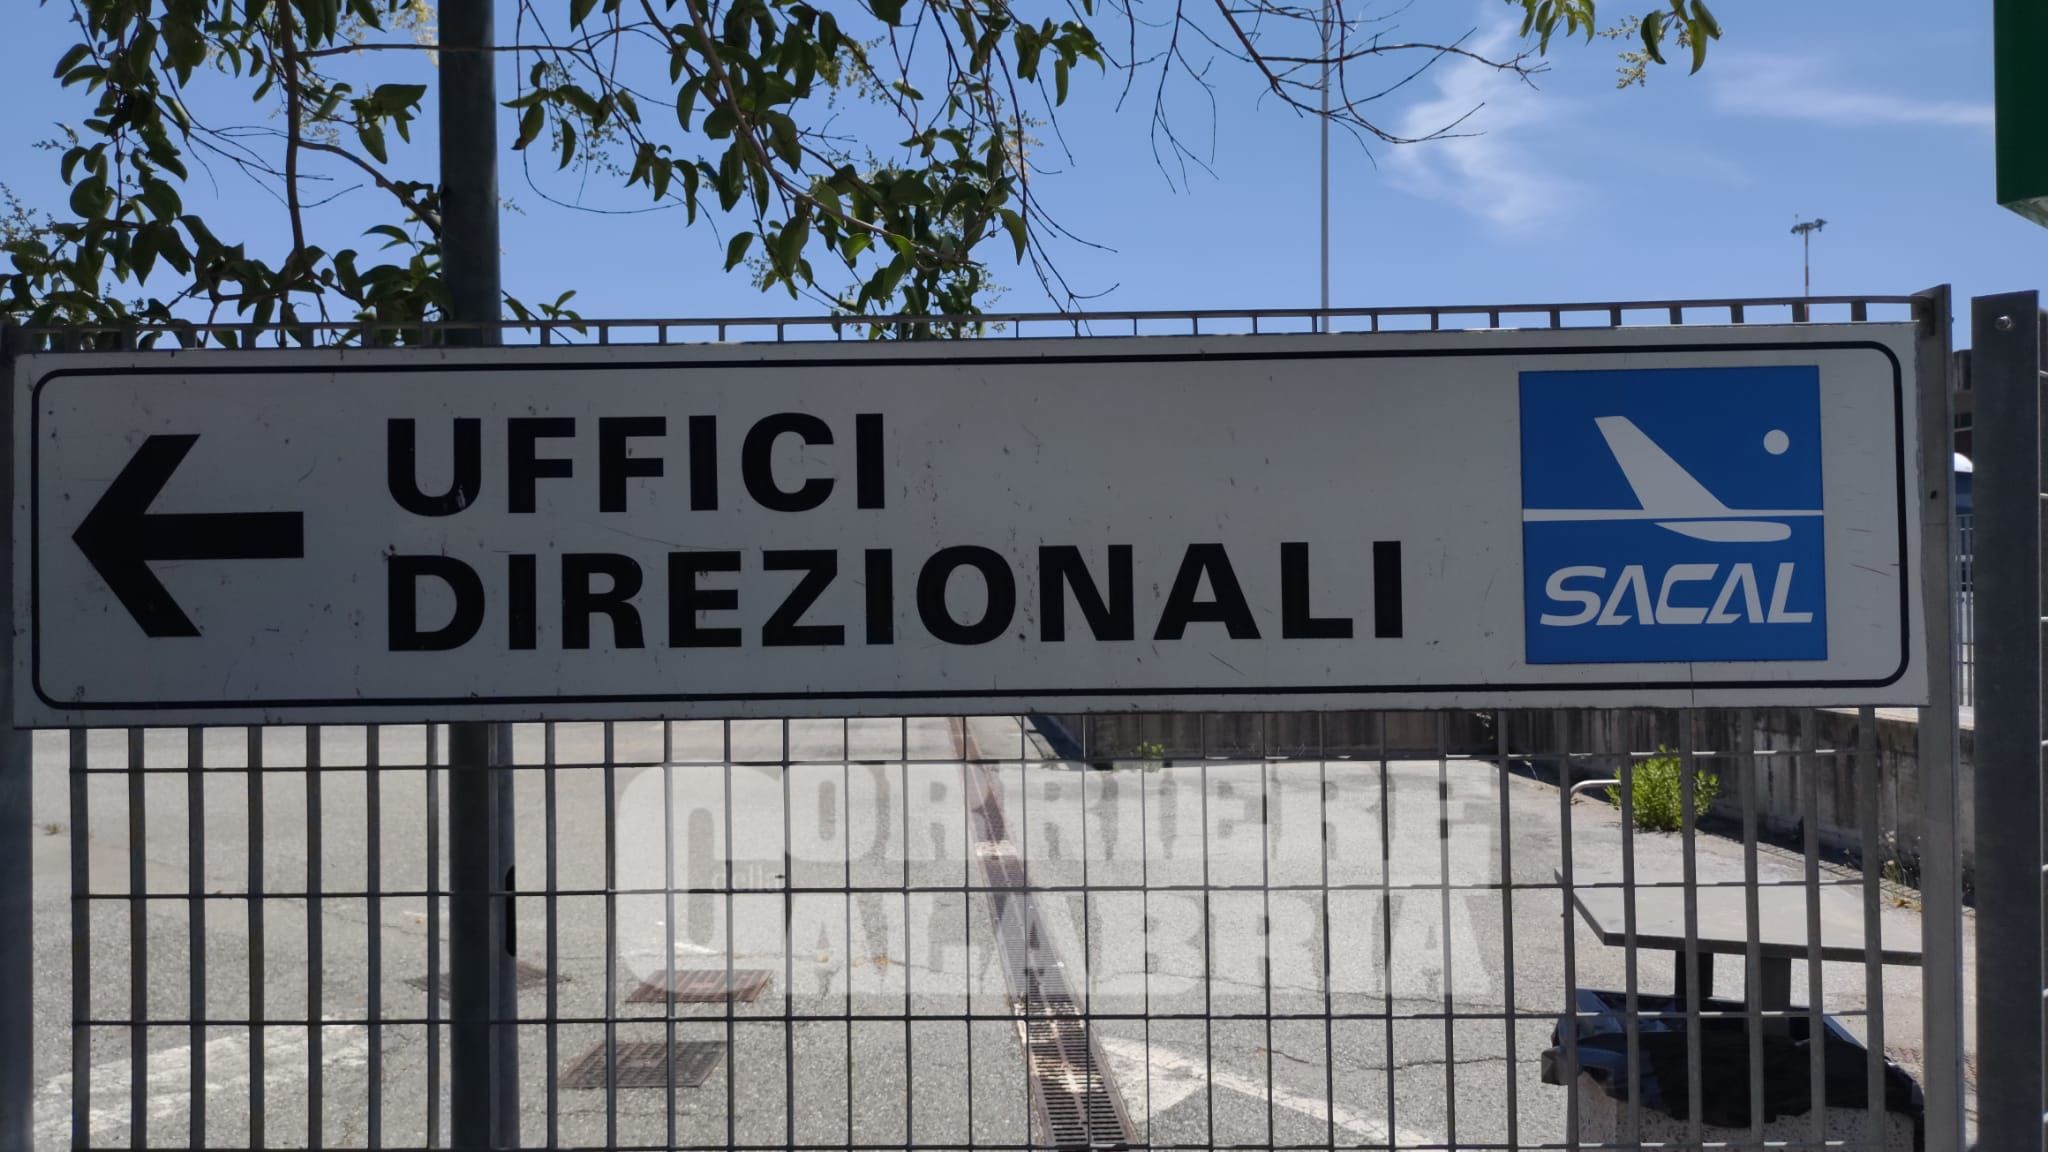 UFFICI
DIREZIONALI
SACAL
CORRIERE
della
CALABRIA